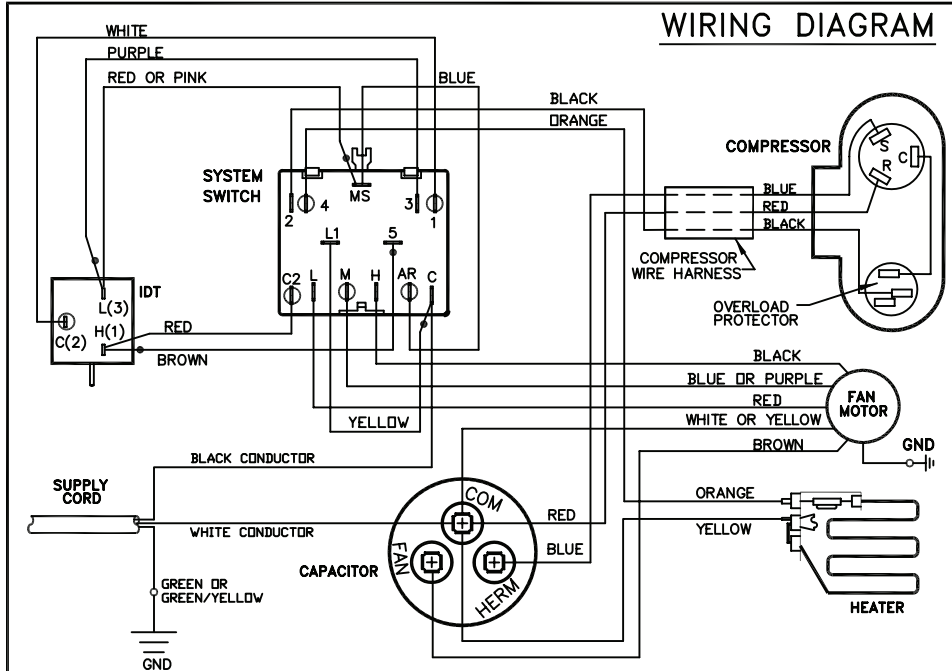 WIRING DIAGRAM
WHITE
PURPLE
RED OR PINK
BLUE
BLACK
ORANGE
COMPRESSOR
S
R
C
SYSTEM
SWITCH
MS
2
4
3
1
L1
5
C2
L
M
H
AR
C
BLUE
RED
BLACK
COMPRESSOR
WIRE HARNESS
OVERLOAD
PROTECTOR
IDT
L(3)
H(1)
C(2)
RED
BROWN
YELLOW
BLACK
BLUE OR PURPLE
RED
WHITE OR YELLOW
BROWN
FAN
MOTOR
GND
BLACK CONDUCTOR
SUPPLY
CORD
WHITE CONDUCTOR
GREEN OR
GREEN/YELLOW
GND
CAPACITOR
COM
FAN
HERM
RED
BLUE
ORANGE
YELLOW
HEATER